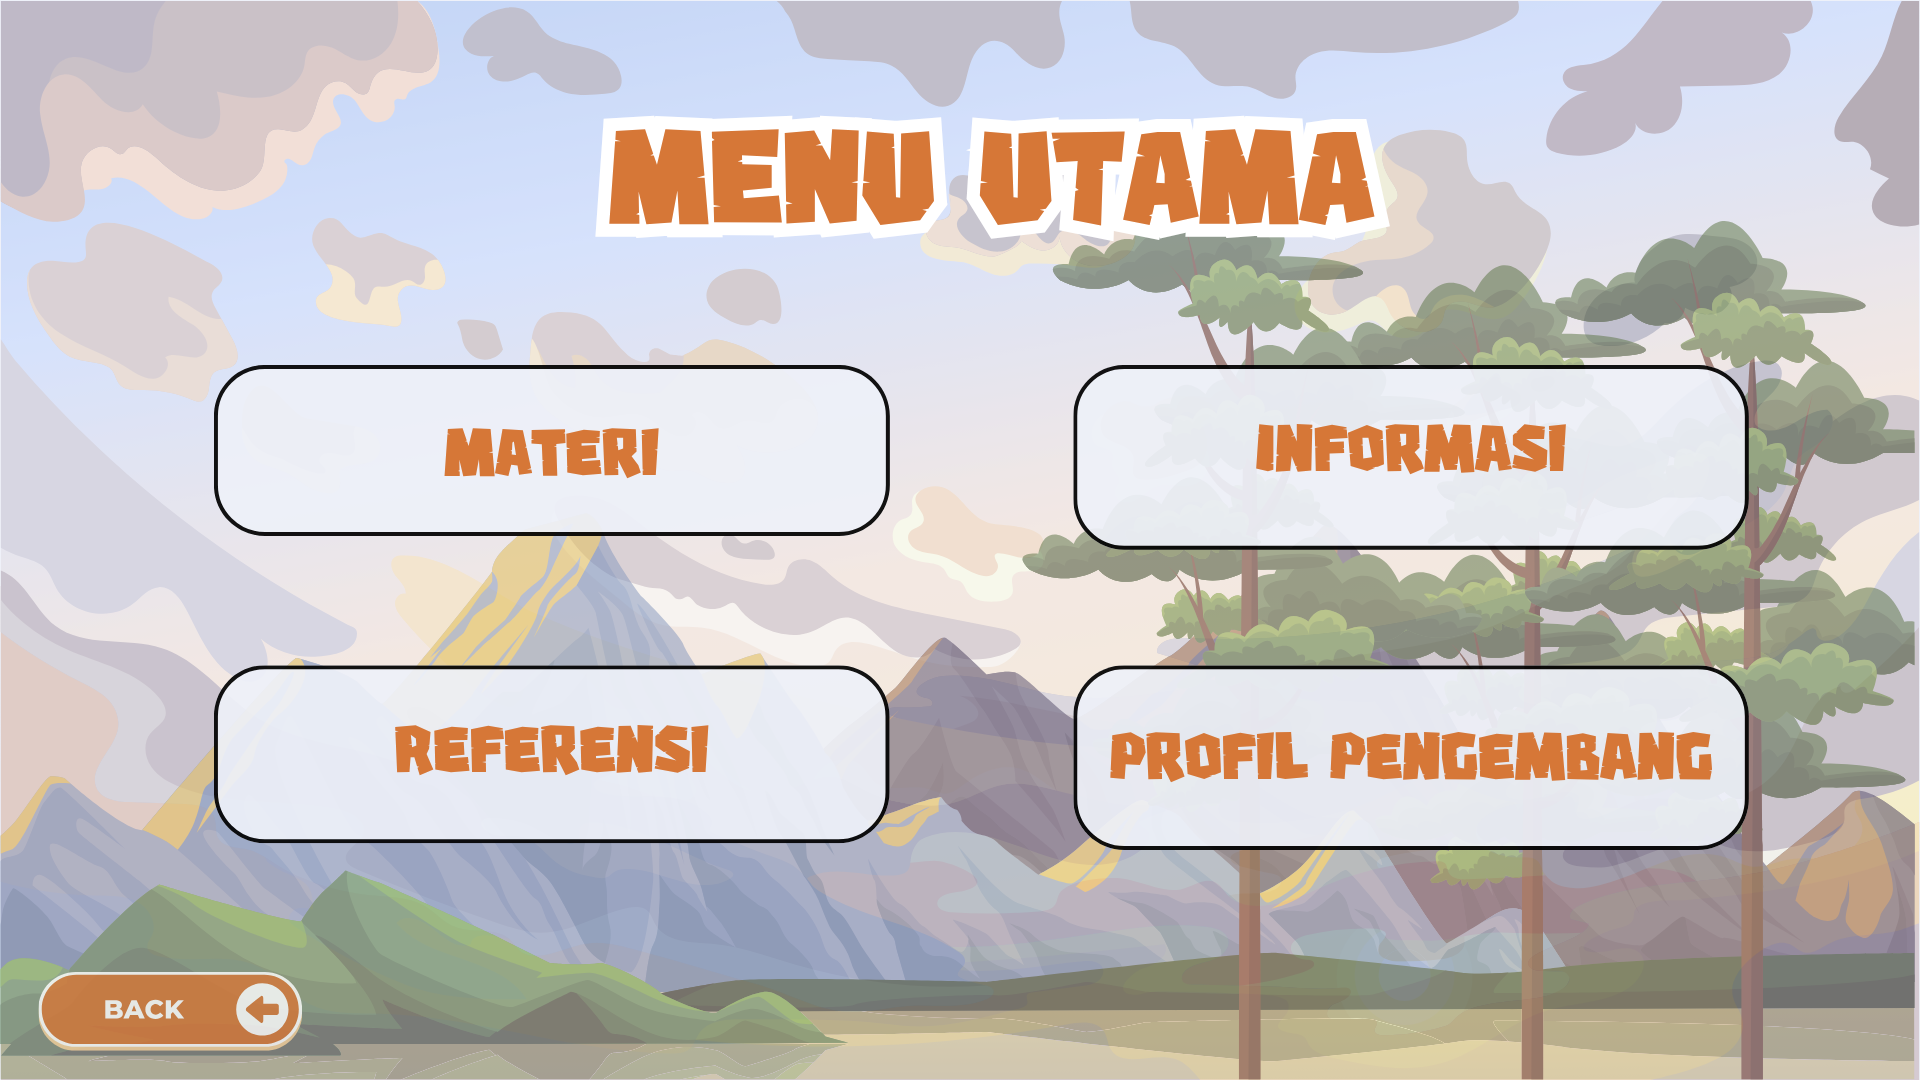 MENU UTAMA
MATERI
INFORMASI
REFERENSI
PROFIL PENGEMBANG
BACK